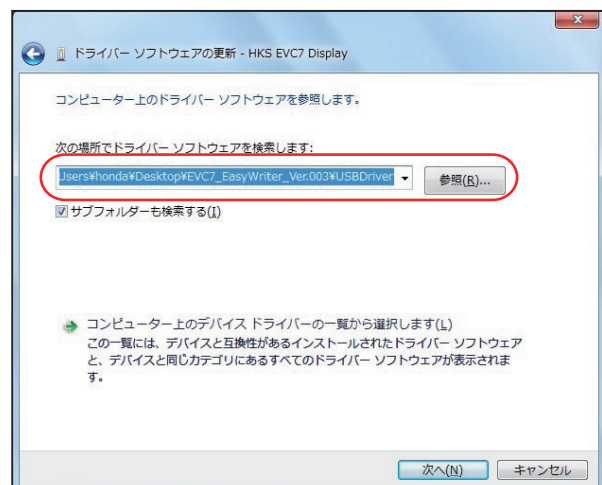 ドライバー ソフトウェアの更新 - HKS EVC7 Display
コンピューター上のドライバー ソフトウェアを参照します。
次の場所でドライバー ソフトウェアを検索します:
Users¥honda¥Desktop¥EVC7_EasyWriter_Ver.003¥USBDriver
参照(R)...
サブフォルダーも検索する(I)
コンピューター上のデバイス ドライバーの一覧から選択します(L)
この一覧には、デバイスと互換性があるインストールされたドライバー ソフトウェア
と、デバイスと同じカテゴリにあるすべてのドライバー ソフトウェアが表示されま
す。
次へ(N) キャンセル